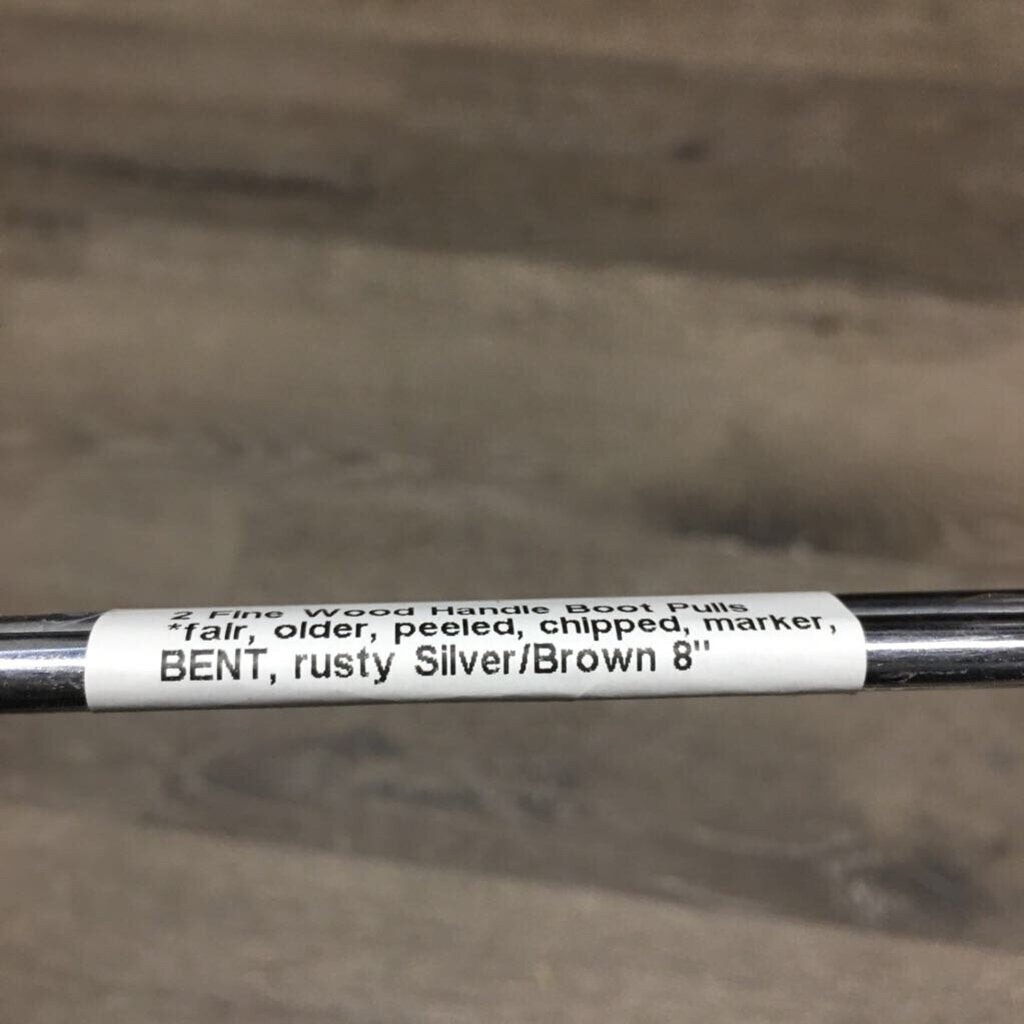 2 Fine Wood Handle Boot Pulls
*fair, older, peeled, chipped, marker,
BENT, rusty Silver/Brown 8"